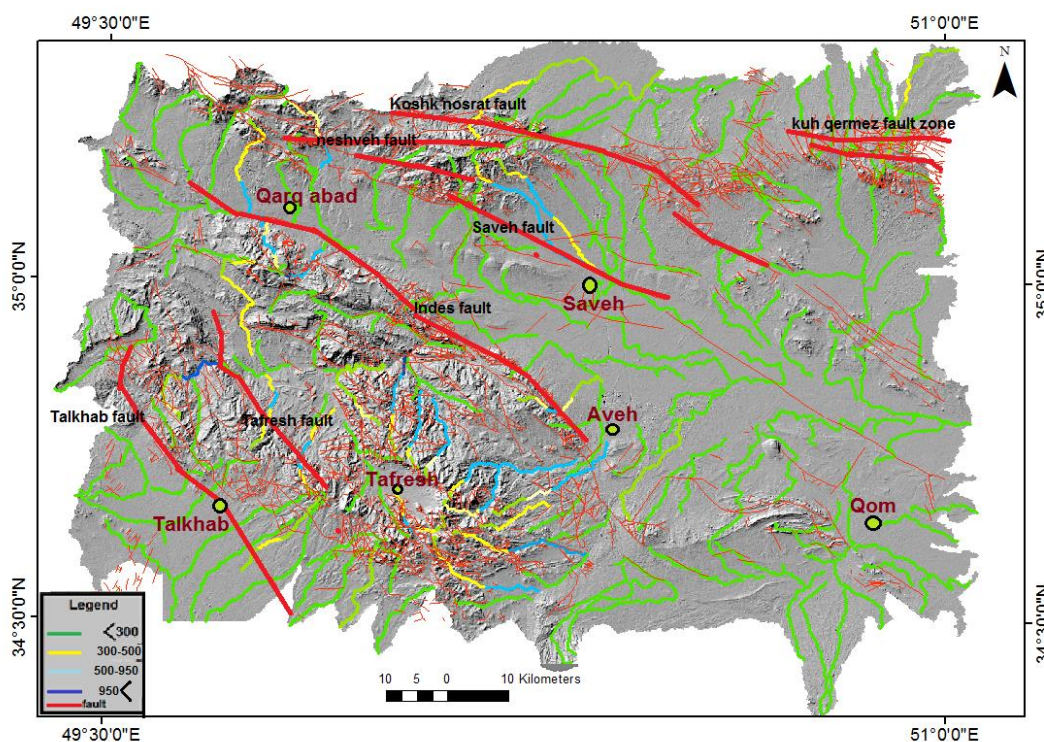 49°30'0"E
51°0'0"E
N
Koshk nosrat fault
kuh qermez fault zone
neshveh fault
Qarq abad
Saveh fault
35°0'0"N
35°0'0"N
Saveh
Indes fault
Talkhab fault
Tafresh fault
Aveh
Tafresh
Talkhab
Qom
34°30'0"N
34°30'0"N
Legend
<300
300-500
500-950
950<
fault
10 5 0 10 Kilometers
49°30'0"E
51°0'0"E